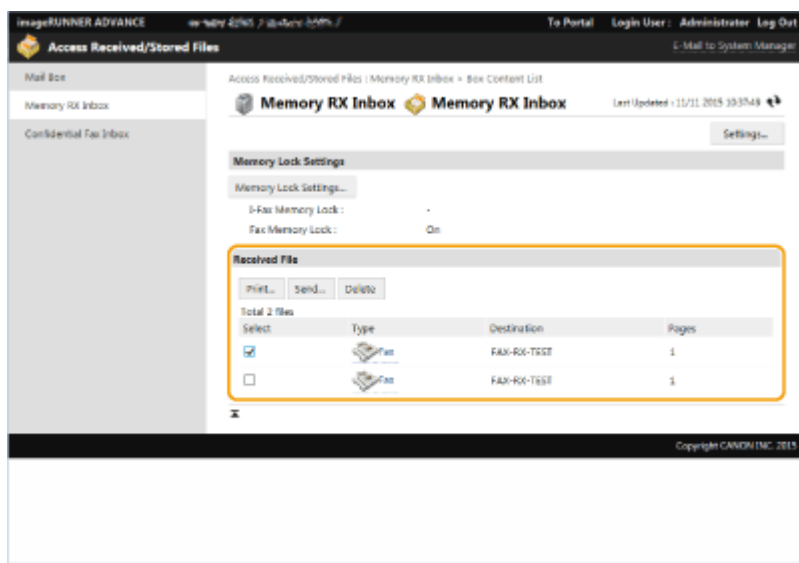 imageRUNNER ADVANCE
To Portal Login User : Administrator Log Out
Access Received/Stored Files
E-Mail to System Manager
Mail Box
Memory RX Inbox
Confidential Fax Inbox
Access Received/Stored Files : Memory RX Inbox > Box Content List
Memory RX Inbox Memory RX Inbox
Last Updated : 11/11 2015 10:37:49
Settings...
Memory Lock Settings
Memory Lock Settings...
I-Fax Memory Lock : -
Fax Memory Lock : On
Received File
Print... Send... Delete
Total 2 files
Select Type Destination Pages
Fax FAX-RX-TEST 1
Fax FAX-RX-TEST 1
Copyright CANON INC. 2015